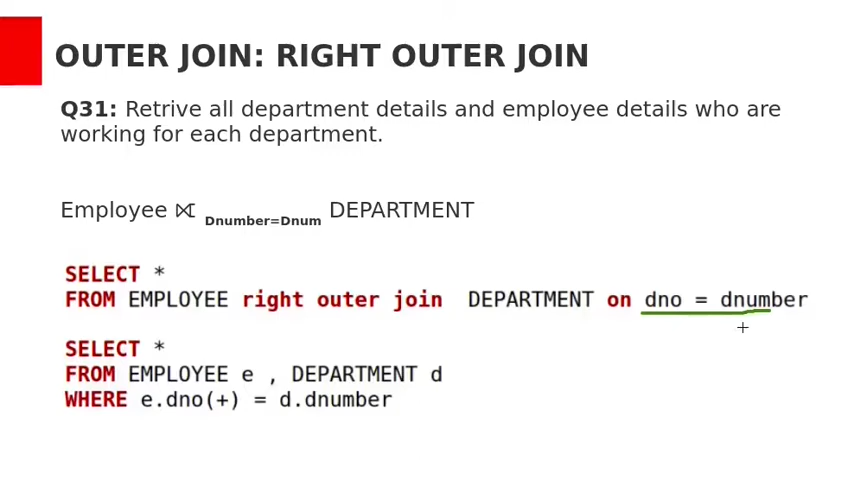 OUTER JOIN: RIGHT OUTER JOIN
Q31: Retrive all department details and employee details who are
working for each department.
Employee ⟖ Dnumber=Dnum DEPARTMENT
SELECT *
FROM EMPLOYEE right outer join DEPARTMENT on dno = dnumber
SELECT *
FROM EMPLOYEE e , DEPARTMENT d
WHERE e.dno(+) = d.dnumber